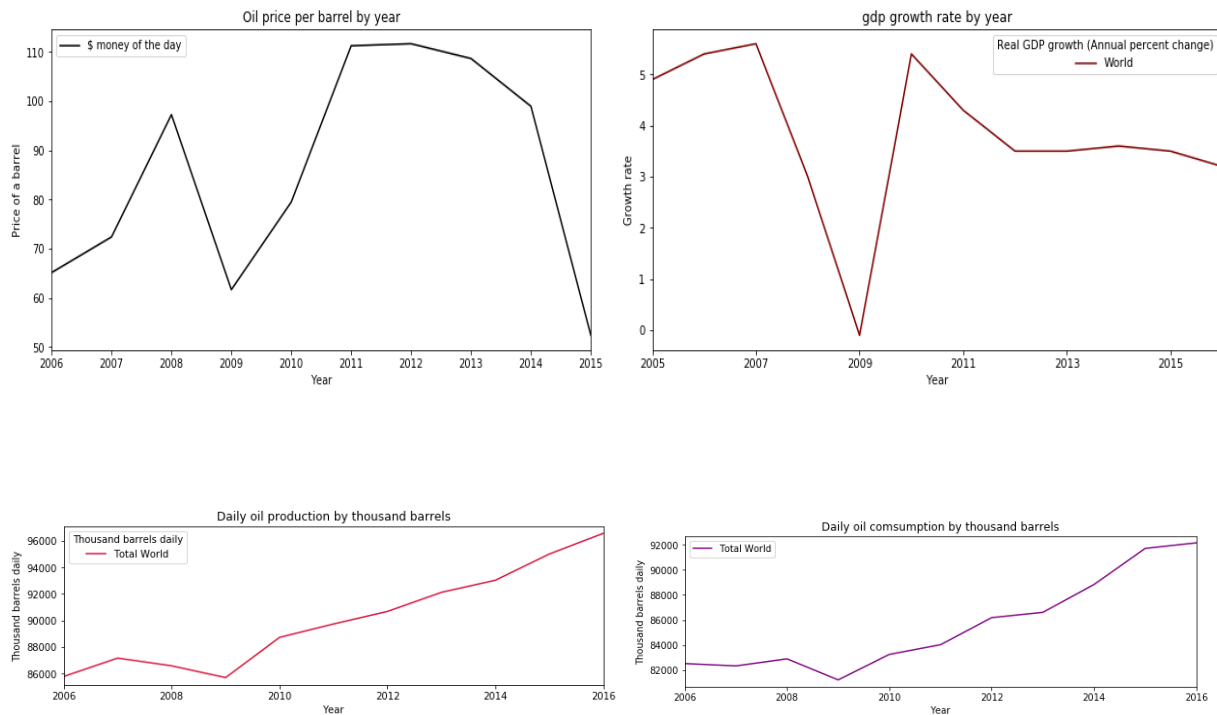 Oil price per barrel by year
$ money of the day
Price of a barrel
110
100
90
80
70
60
50
2006 2007 2008 2009 2010 2011 2012 2013 2014 2015
Year
gdp growth rate by year
Real GDP growth (Annual percent change)
World
Growth rate
5
4
3
2
1
0
2005 2007 2009 2011 2013 2015
Year
Daily oil production by thousand barrels
Thousand barrels daily
Total World
Thousand barrels daily
96000
94000
92000
90000
88000
86000
2006 2008 2010 2012 2014 2016
Year
Daily oil comsumption by thousand barrels
Total World
Thousand barrels daily
92000
90000
88000
86000
84000
82000
2006 2008 2010 2012 2014 2016
Year